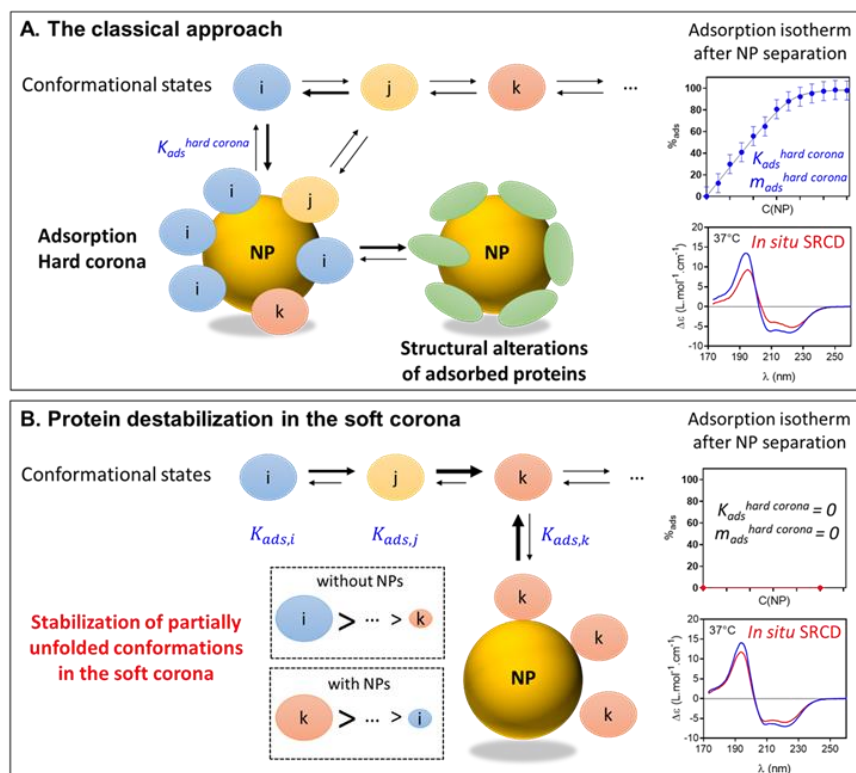 A. The classical approach
Adsorption isotherm
after NP separation
Conformational states
i
j
k
...
K_ads^hard corona
100
80
60
40
20
0
%ads
K_ads^hard corona
m_ads^hard corona
C(NP)
i
j
i
i
i
k
NP
Adsorption
Hard corona
NP
Structural alterations
of adsorbed proteins
37°C
In situ SRCD
20
15
10
5
0
-5
-10
Δε (L.mol⁻¹.cm⁻¹)
170 190 210 230 250
λ (nm)
B. Protein destabilization in the soft corona
Adsorption isotherm
after NP separation
Conformational states
i
j
k
...
K_ads,i
K_ads,j
K_ads,k
100
80
60
40
20
0
%ads
K_ads^hard corona = 0
m_ads^hard corona = 0
C(NP)
without NPs
i > ... > k
with NPs
k > ... > i
Stabilization of partially
unfolded conformations
in the soft corona
k
k
k
NP
37°C
In situ SRCD
20
15
10
5
0
-5
-10
Δε (L.mol⁻¹.cm⁻¹)
170 190 210 230 250
λ (nm)